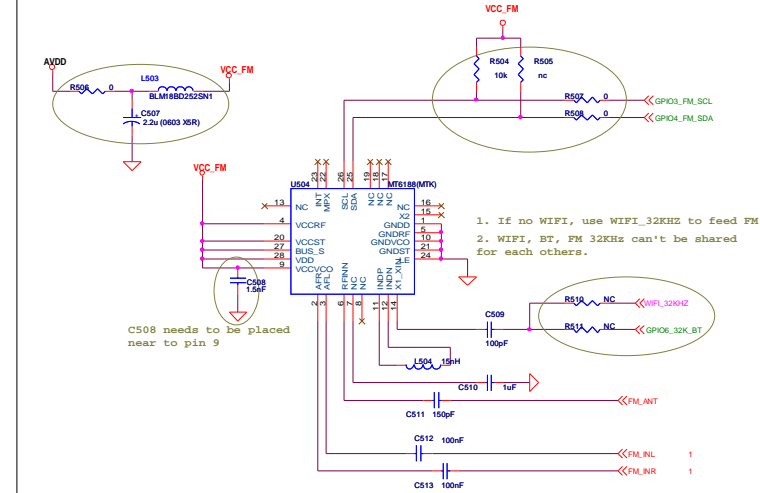 VCC_FM
AVDD
R506 0
L503
BLM18BD252SN1
VCC_FM
C507
2.2u (0603 X5R)
R504
10k
R505
nc
R507 0
GPIO3_FM_SCL
R508 0
GPIO4_FM_SDA
VCC_FM
U504
MT6188(MTK)
23 22 26 25 19 18 17
INT MPX SCL SDA NC NC NC
13 NC
4 VCCRF
20 VCCST
27 BUS_S
28 VDD
9 VCCVCO
NC 16
X2 15
GNDD 1
GNDRF 5
GNDVCO 10
GNDST 21
LE 24
AFR AFL RFINN NC NC INDP INDN X1_XIN
2 3 6 7 8 11 12 14
1. If no WIFI, use WIFI_32KHZ to feed FM
2. WIFI, BT, FM 32KHz can't be shared
for each others.
C508
1.5nF
C508 needs to be placed
near to pin 9
C509
100pF
R510 NC
WIFI_32KHZ
R511 NC
GPIO6_32K_BT
L504 15nH
C510 1uF
C511 150pF
FM_ANT
C512 100nF
FM_INL 1
C513 100nF
FM_INR 1